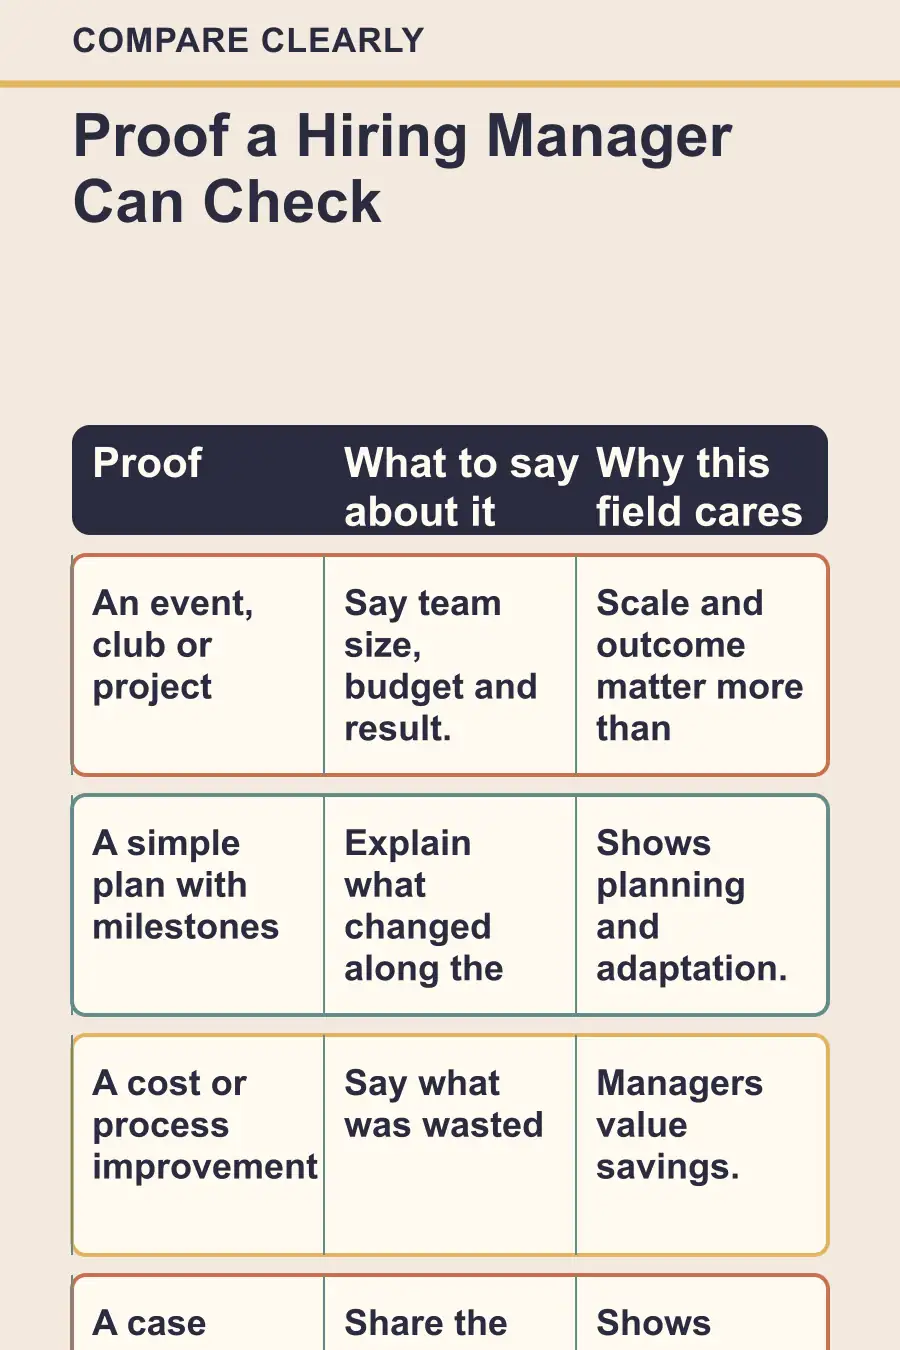 COMPARE CLEARLY
Proof a Hiring Manager
Can Check
Proof
What to say
about it
Why this
field cares
An event,
club or
project
Say team
size,
budget and
result.
Scale and
outcome
matter more
than
A simple
plan with
milestones
Explain
what
changed
along the
Shows
planning
and
adaptation.
A cost or
process
improvement
Say what
was wasted
Managers
value
savings.
A case
Share the
Shows